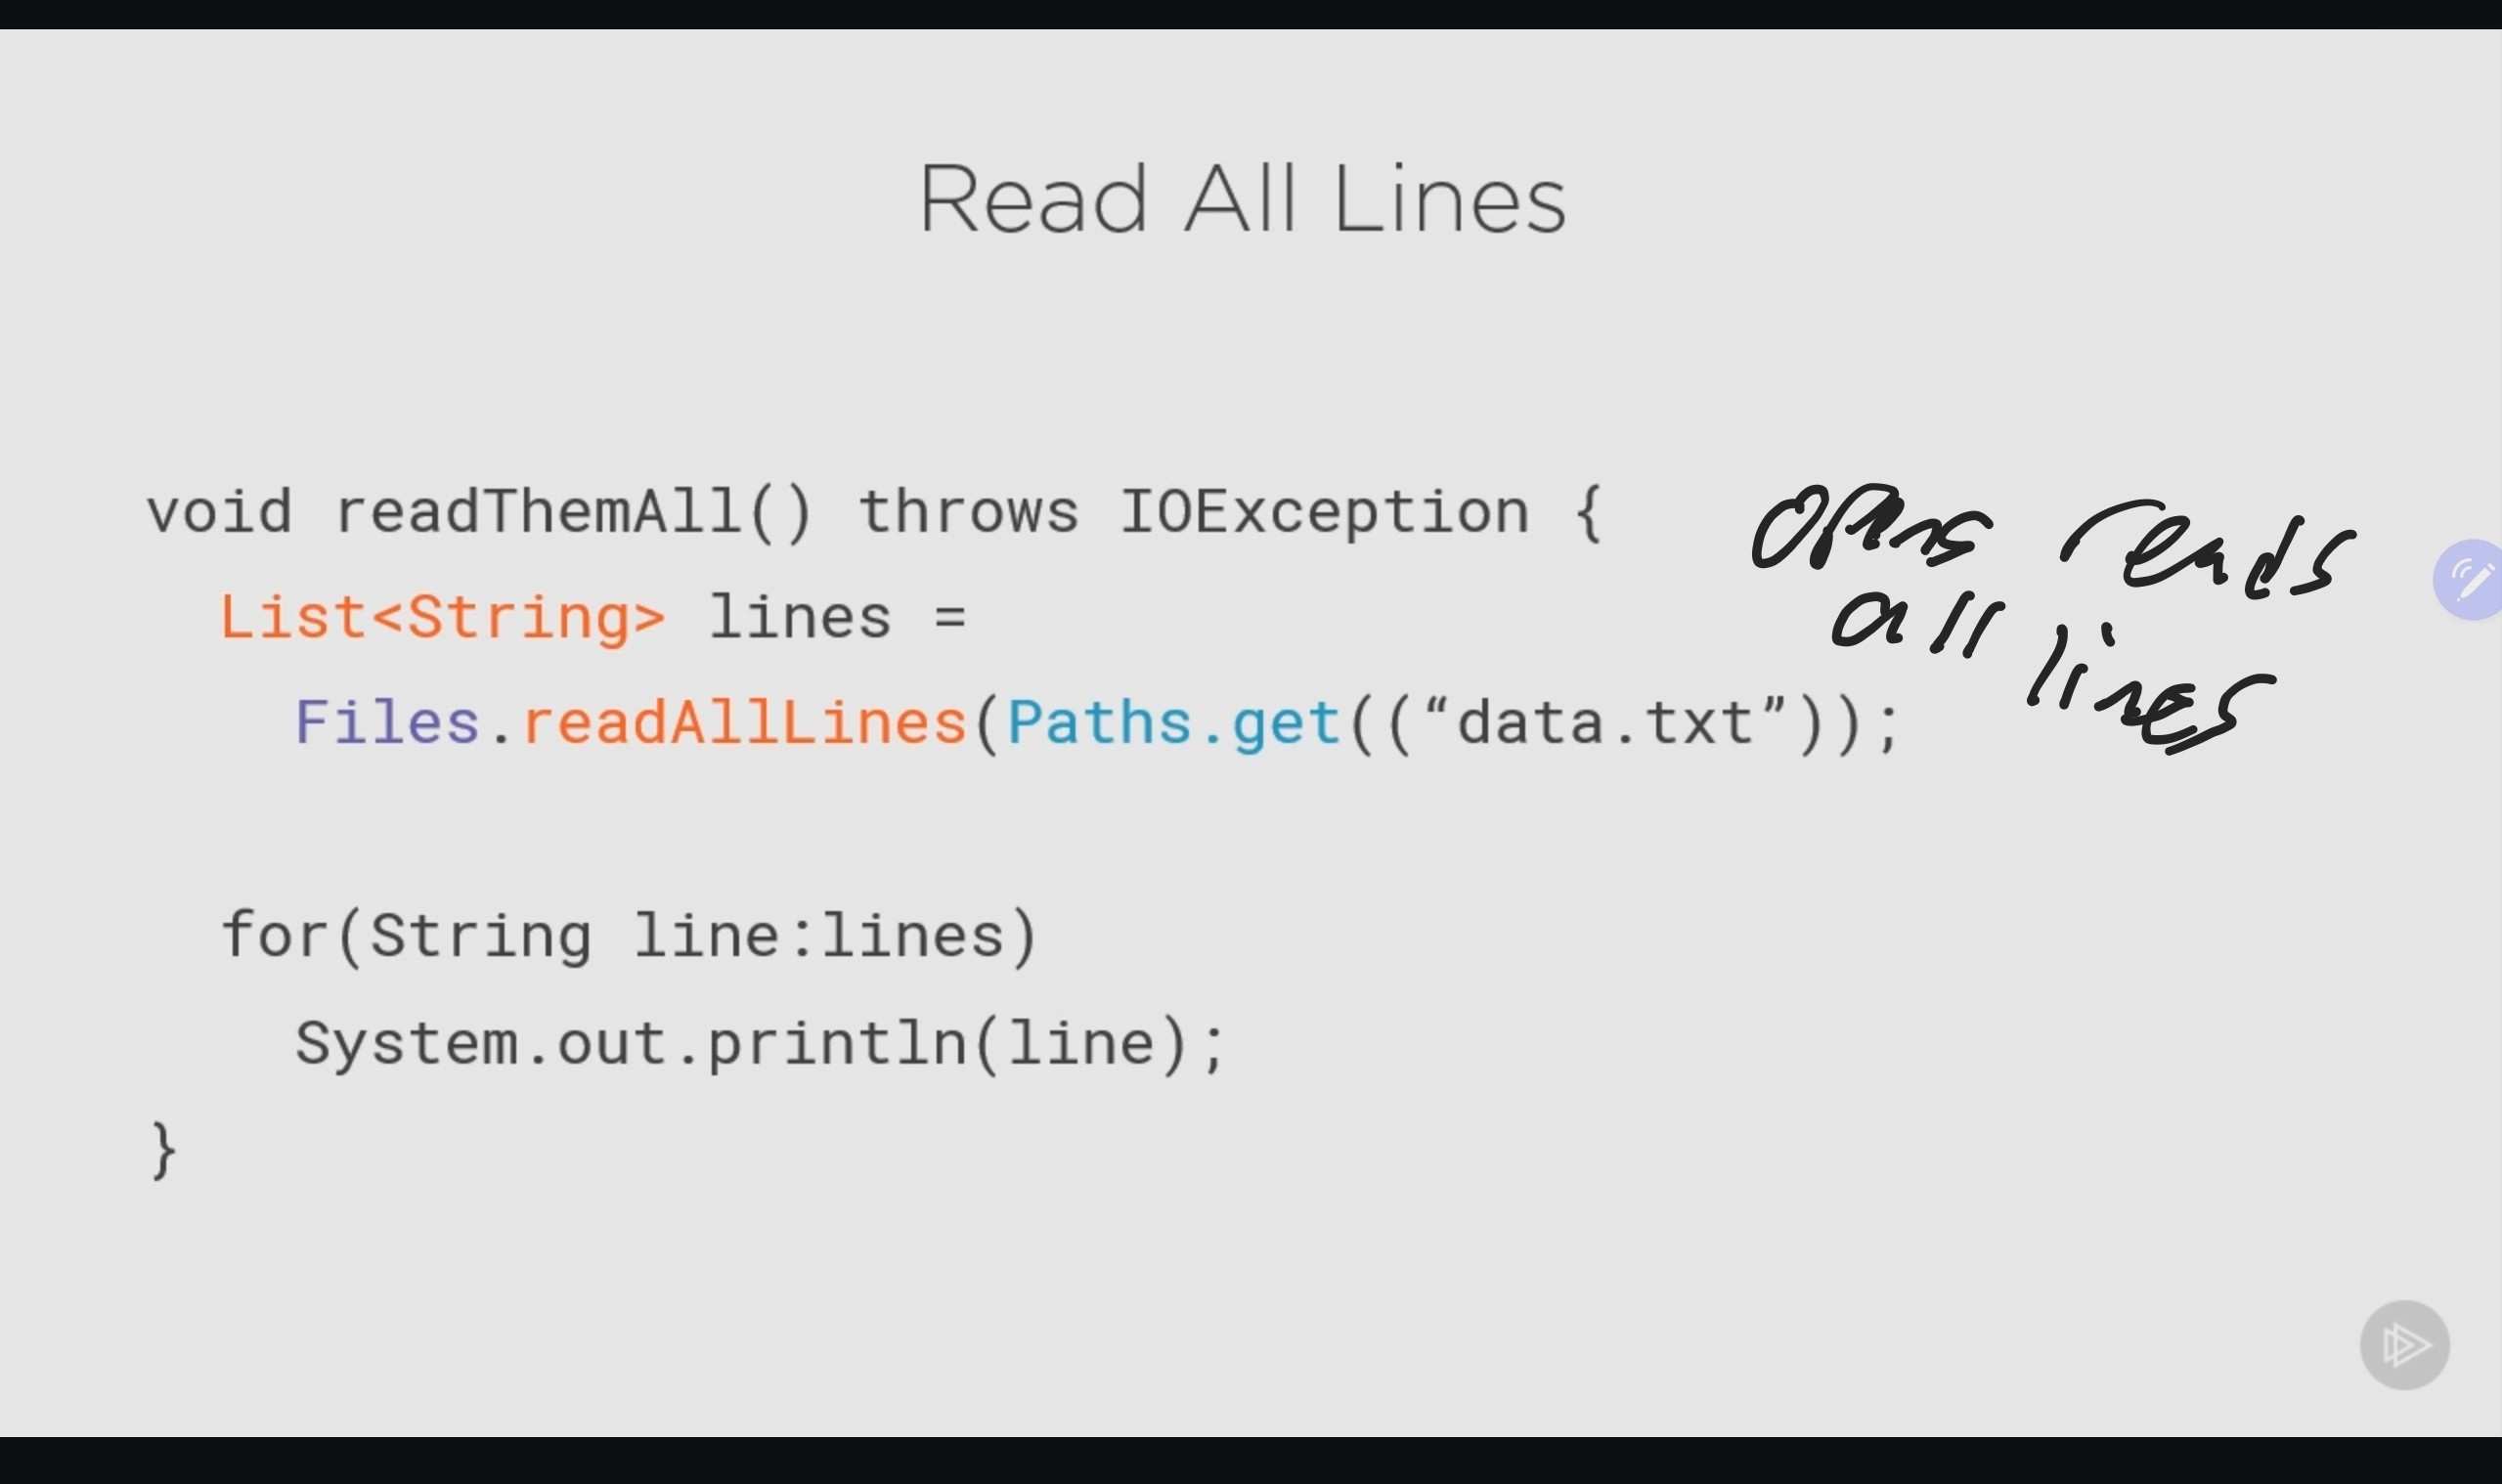 Read All Lines
void readThemAll() throws IOException {
List<String> lines =
Files.readAllLines(Paths.get((“data.txt”));
for(String line:lines)
System.out.println(line);
}
reads
all
lines